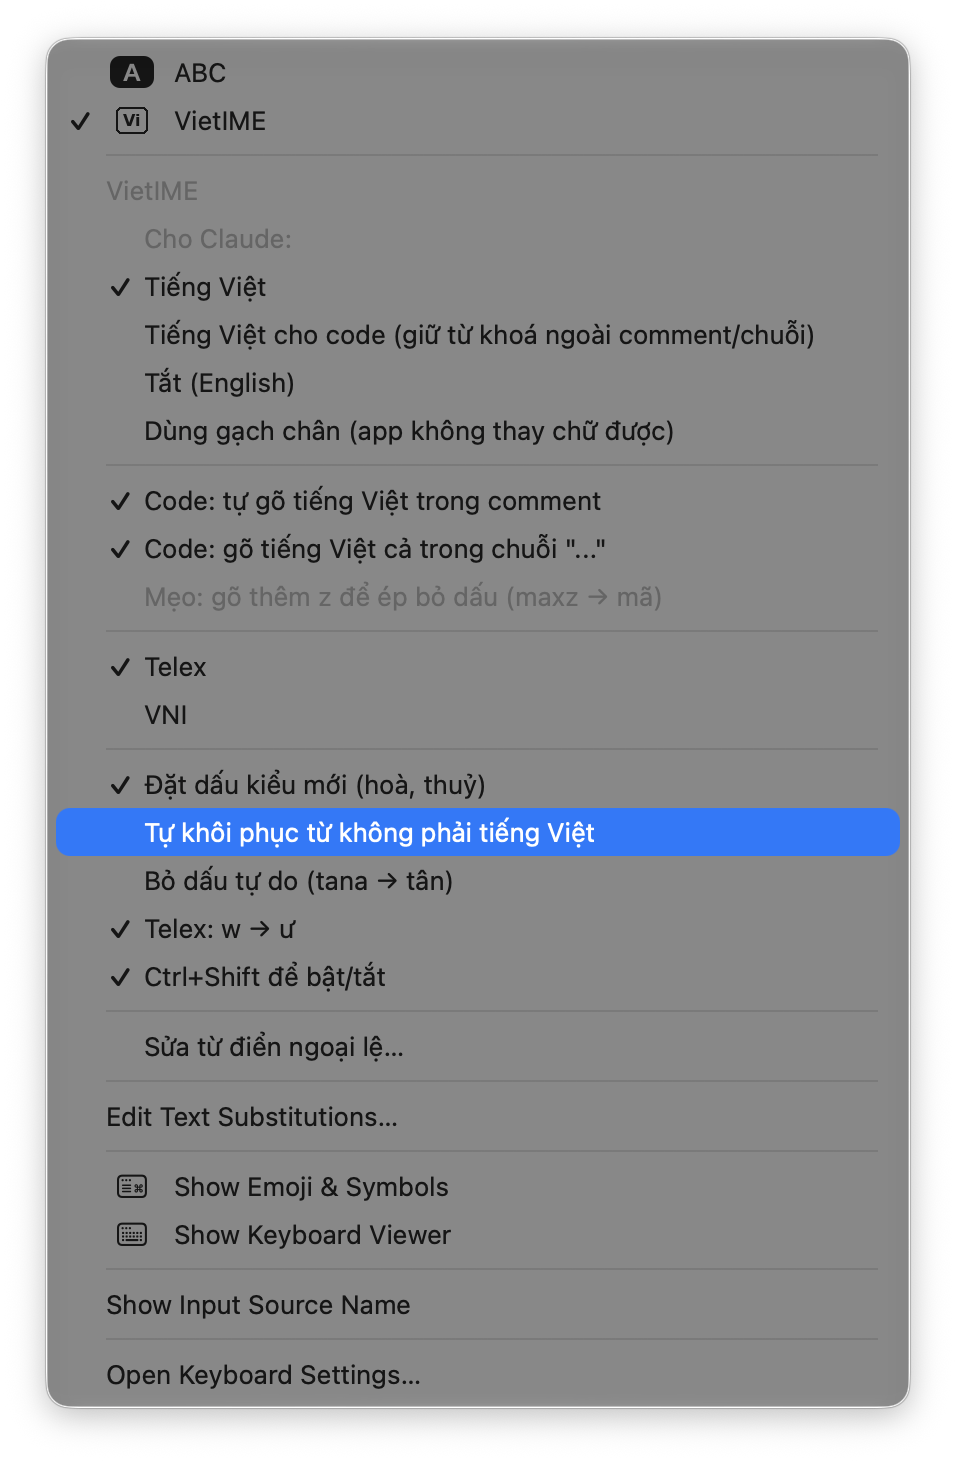 A ABC
Vi VietIME
VietIME
Cho Claude:
Tiếng Việt
Tiếng Việt cho code (giữ từ khoá ngoài comment/chuỗi)
Tắt (English)
Dùng gạch chân (app không thay chữ được)
Code: tự gõ tiếng Việt trong comment
Code: gõ tiếng Việt cả trong chuỗi "..."
Mẹo: gõ thêm z để ép bỏ dấu (maxz → mã)
Telex
VNI
Đặt dấu kiểu mới (hoà, thuỷ)
Tự khôi phục từ không phải tiếng Việt
Bỏ dấu tự do (tana → tân)
Telex: w → ư
Ctrl+Shift để bật/tắt
Sửa từ điển ngoại lệ...
Edit Text Substitutions...
Show Emoji & Symbols
Show Keyboard Viewer
Show Input Source Name
Open Keyboard Settings...